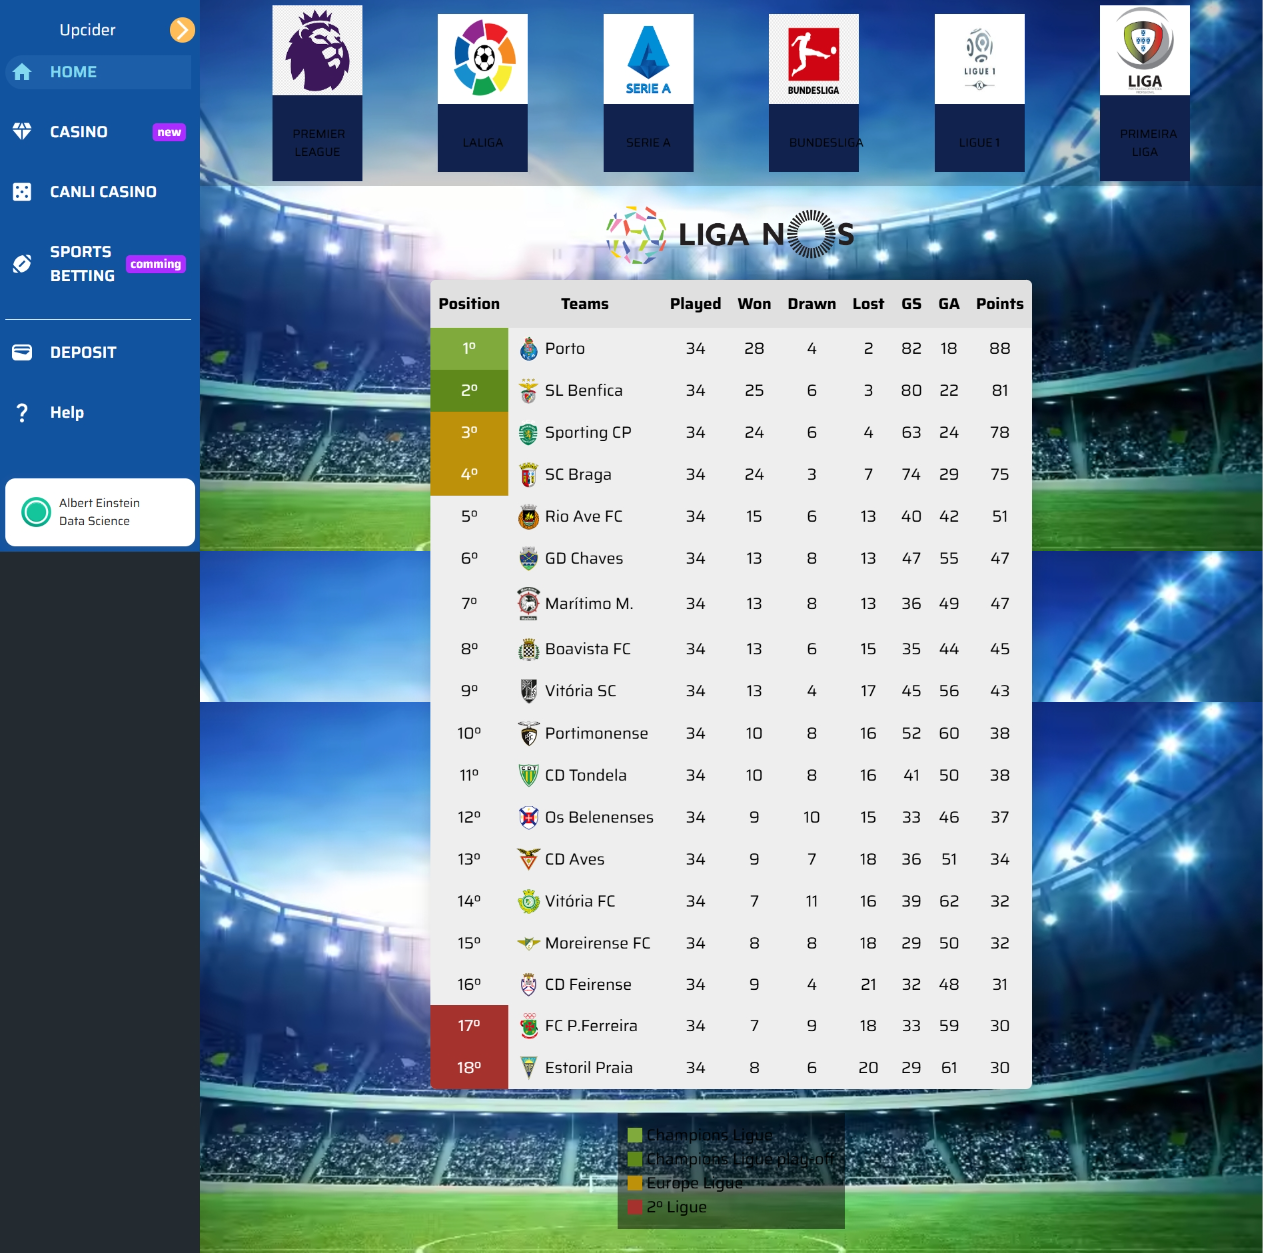 Upcider
HOME
CASINO new
CANLI CASINO
SPORTS
BETTING
comming
DEPOSIT
Help
Albert Einstein
Data Science
SERIE A
BUNDESLIGA
LIGUE 1
LIGA
PREMIER
LEAGUE
LALIGA
SERIE A
BUNDESLIGA
LIGUE 1
PRIMEIRA
LIGA
LIGA NOS
Position Teams Played Won Drawn Lost GS GA Points
1º Porto 34 28 4 2 82 18 88
2º SL Benfica 34 25 6 3 80 22 81
3º Sporting CP 34 24 6 4 63 24 78
4º SC Braga 34 24 3 7 74 29 75
5º Rio Ave FC 34 15 6 13 40 42 51
6º GD Chaves 34 13 8 13 47 55 47
7º Marítimo M. 34 13 8 13 36 49 47
8º Boavista FC 34 13 6 15 35 44 45
9º Vitória SC 34 13 4 17 45 56 43
10º Portimonense 34 10 8 16 52 60 38
11º CD Tondela 34 10 8 16 41 50 38
12º Os Belenenses 34 9 10 15 33 46 37
13º CD Aves 34 9 7 18 36 51 34
14º Vitória FC 34 7 11 16 39 62 32
15º Moreirense FC 34 8 8 18 29 50 32
16º CD Feirense 34 9 4 21 32 48 31
17º FC P.Ferreira 34 7 9 18 33 59 30
18º Estoril Praia 34 8 6 20 29 61 30
Champions Ligue
Champions Ligue play-off
Europe Ligue
2º Ligue